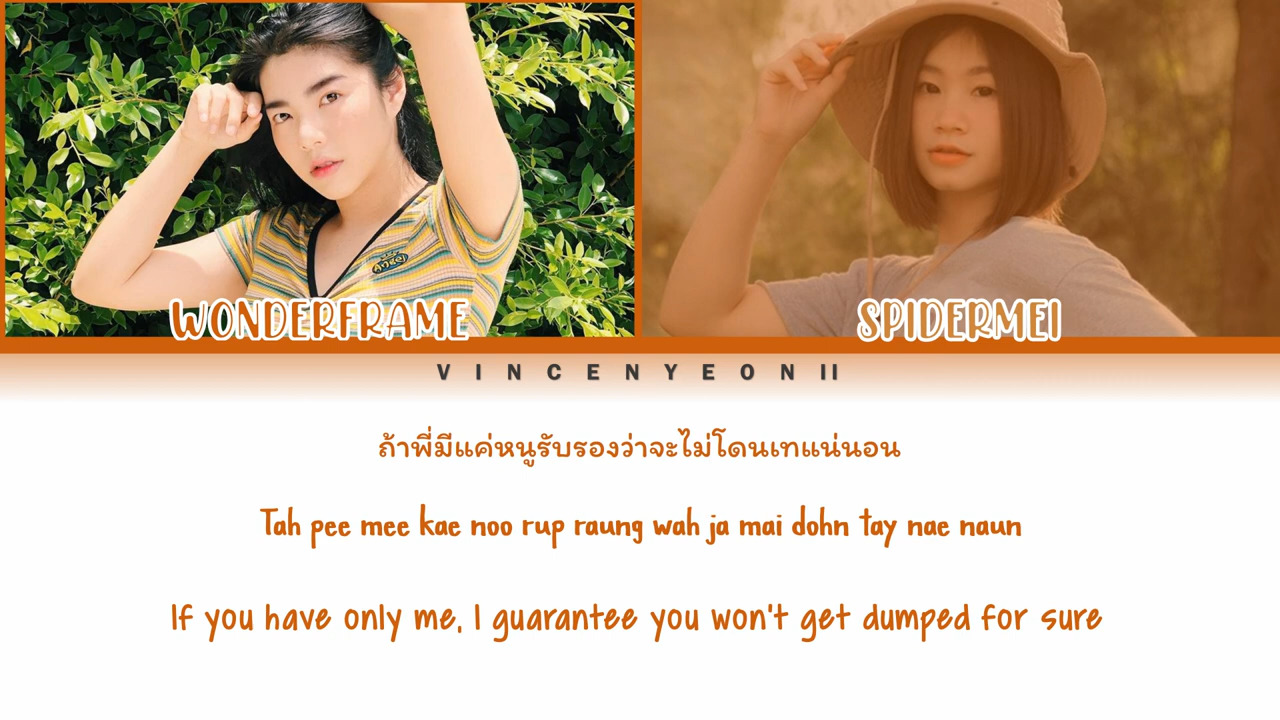 Angel
WONDERFRAME
SPIDERMEI
VINCENYEON II
ถ้าพี่มีแค่หนูรับรองว่าจะไม่โดนเทแน่นอน
Tah pee mee kae noo rup raung wah ja mai dohn tay nae naun
If you have only me, I guarantee you won't get dumped for sure